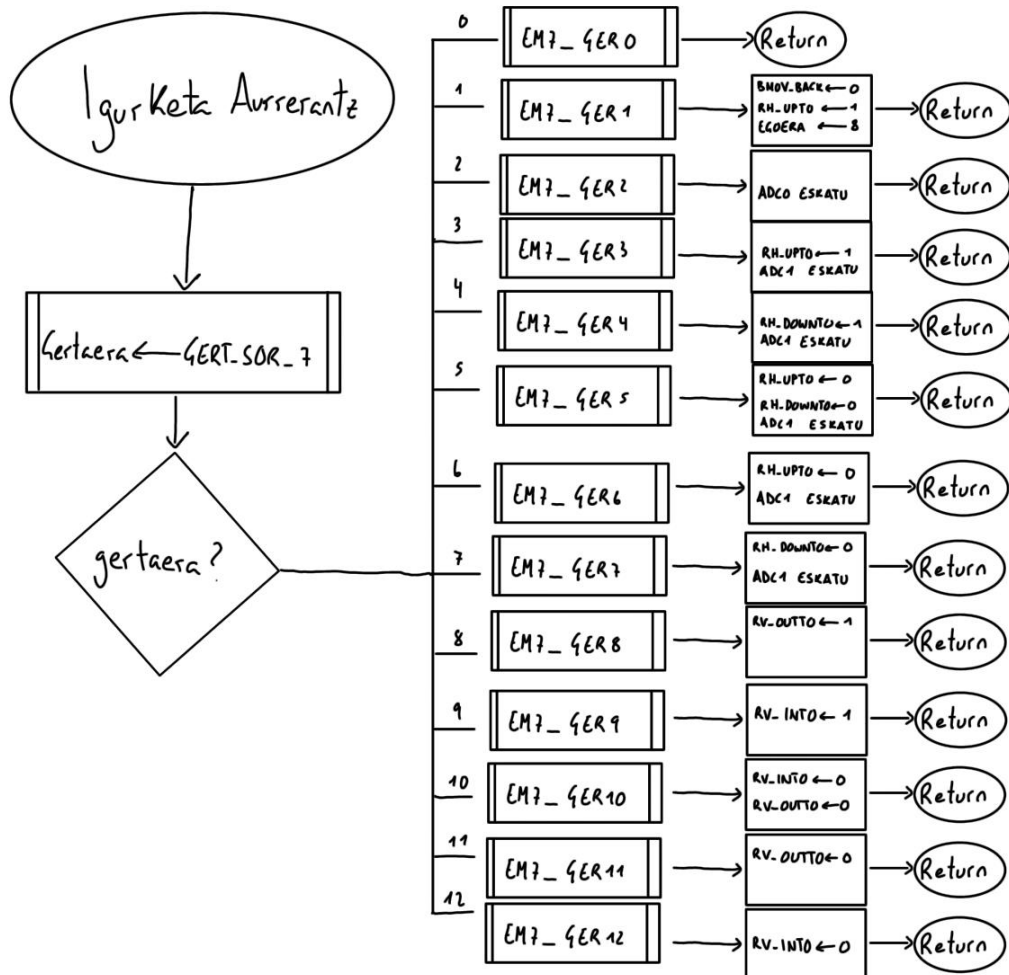 Igurketa Aurrerantz
Gertaera ← GERT_SOR_7
gertaera?
0
EM7_GER0
Return
1
EM7_GER1
BMOV_BACK ← 0
RH_UPTO ← 1
EGOERA ← 8
Return
2
EM7_GER2
ADC0 ESKATU
Return
3
EM7_GER3
RH_UPTO ← 1
ADC1 ESKATU
Return
4
EM7_GER4
RH_DOWNTO ← 1
ADC1 ESKATU
Return
5
EM7_GER5
RH_UPTO ← 0
RH_DOWNTO ← 0
ADC1 ESKATU
Return
6
EM7_GER6
RH_UPTO ← 0
ADC1 ESKATU
Return
7
EM7_GER7
RH_DOWNTO ← 0
ADC1 ESKATU
Return
8
EM7_GER8
RV_OUTTO ← 1
Return
9
EM7_GER9
RV_INTO ← 1
Return
10
EM7_GER10
RV_INTO ← 0
RV_OUTTO ← 0
Return
11
EM7_GER11
RV_OUTTO ← 0
Return
12
EM7_GER12
RV_INTO ← 0
Return